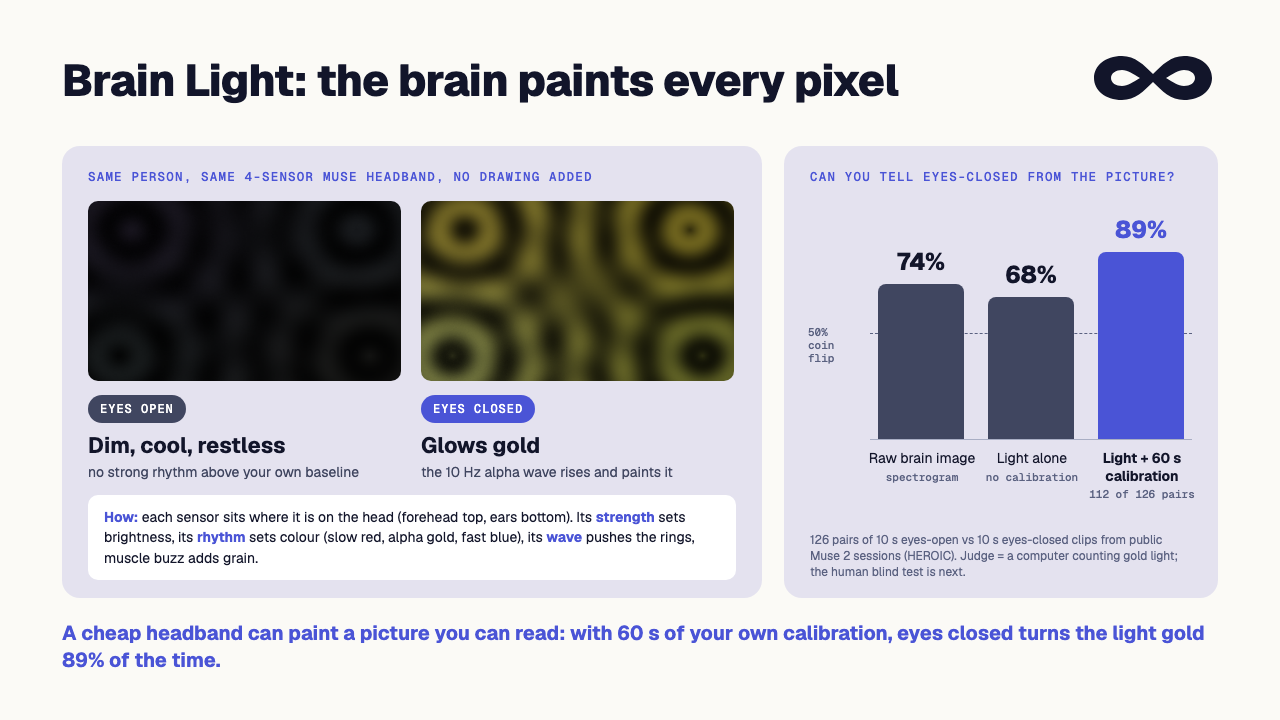 Brain Light: the brain paints every pixel
SAME PERSON, SAME 4-SENSOR MUSE HEADBAND, NO DRAWING ADDED
EYES OPEN
Dim, cool, restless
no strong rhythm above your own baseline
EYES CLOSED
Glows gold
the 10 Hz alpha wave rises and paints it
How: each sensor sits where it is on the head (forehead top, ears bottom). Its strength sets
brightness, its rhythm sets colour (slow red, alpha gold, fast blue), its wave pushes the rings,
muscle buzz adds grain.
CAN YOU TELL EYES-CLOSED FROM THE PICTURE?
74%
68%
89%
50%
coin
flip
Raw brain image
spectrogram
Light alone
no calibration
Light + 60 s
calibration
112 of 126 pairs
126 pairs of 10 s eyes-open vs 10 s eyes-closed clips from public
Muse 2 sessions (HEROIC). Judge = a computer counting gold light;
the human blind test is next.
A cheap headband can paint a picture you can read: with 60 s of your own calibration, eyes closed turns the light gold
89% of the time.